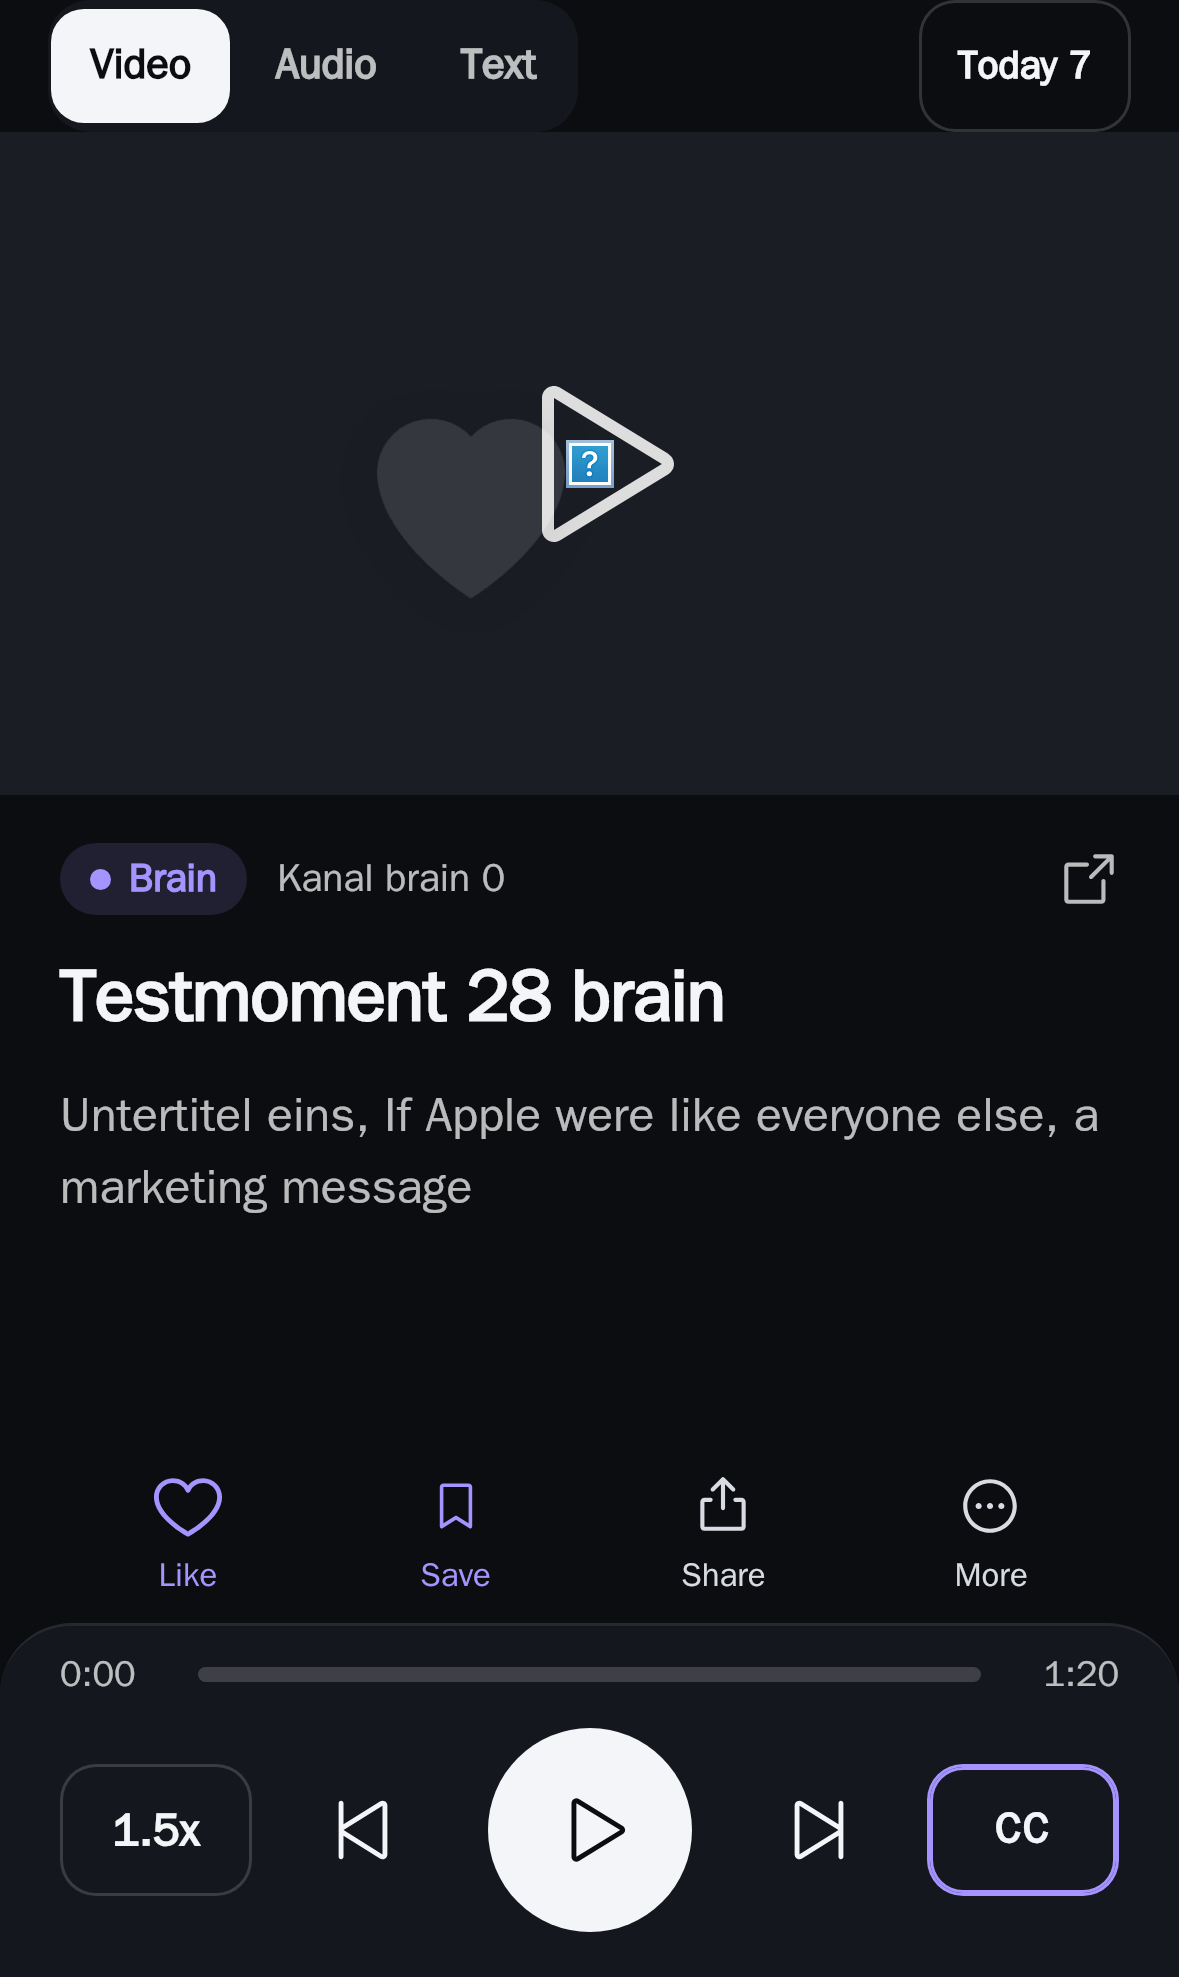 Video Audio Text Today 7
?
Brain Kanal brain 0
Testmoment 28 brain
Untertitel eins, If Apple were like everyone else, a
marketing message
Like Save Share More
0:00 1:20
1.5x CC